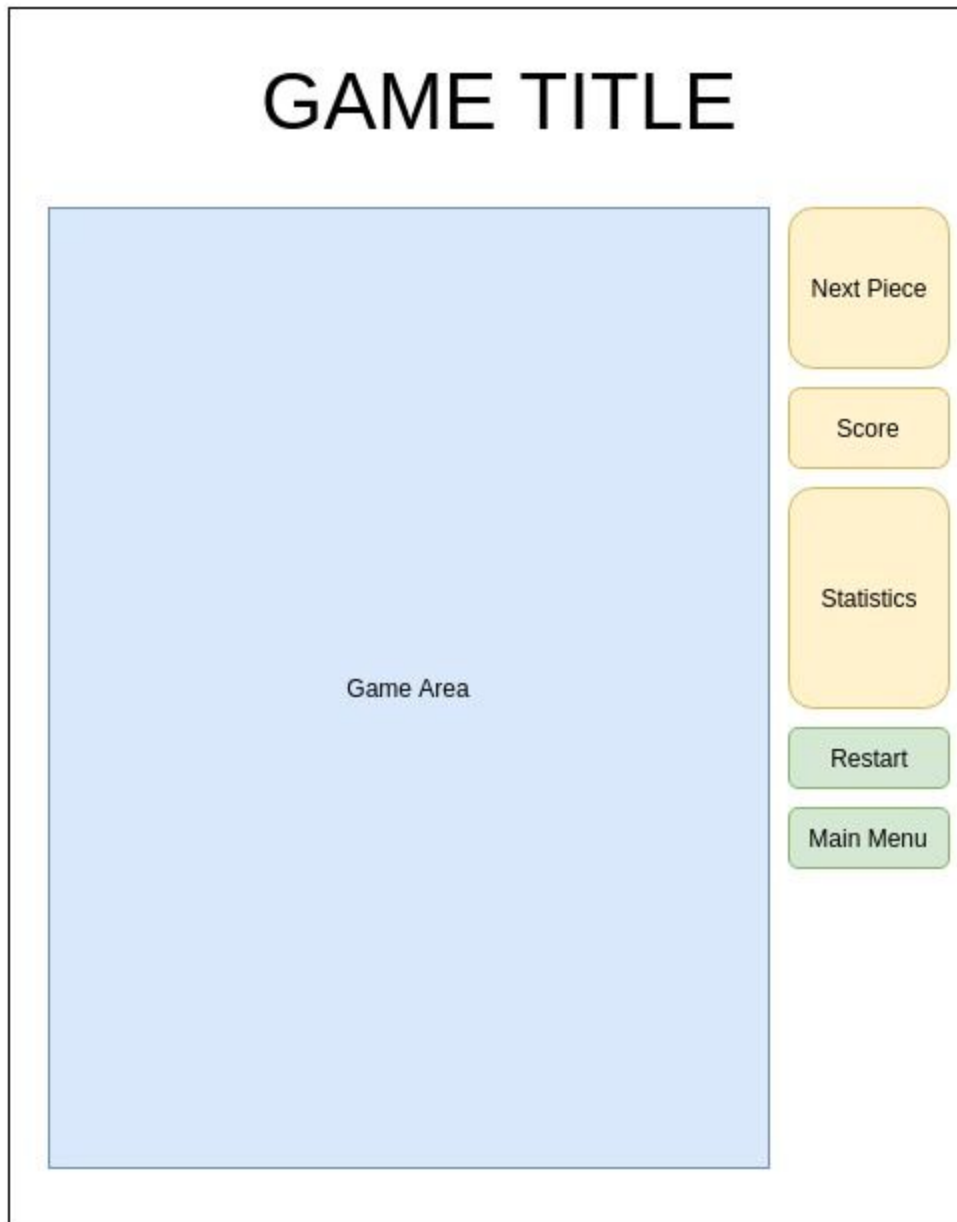 GAME TITLE
Next Piece
Score
Statistics
Game Area
Restart
Main Menu